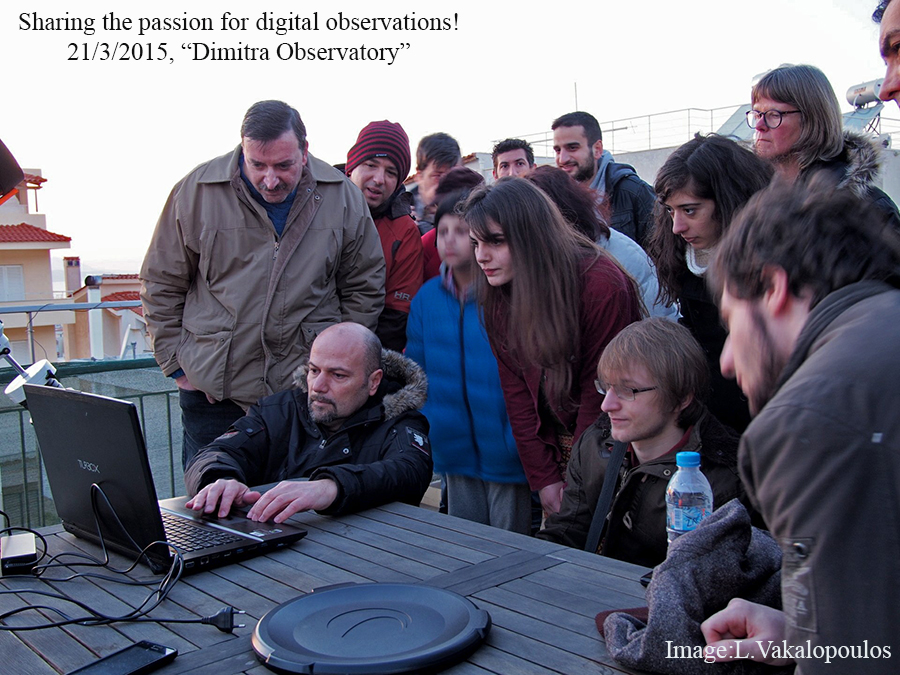 Sharing the passion for digital observations!
21/3/2015, “Dimitra Observatory”
TURBOX
Image:L.Vakalopoulos